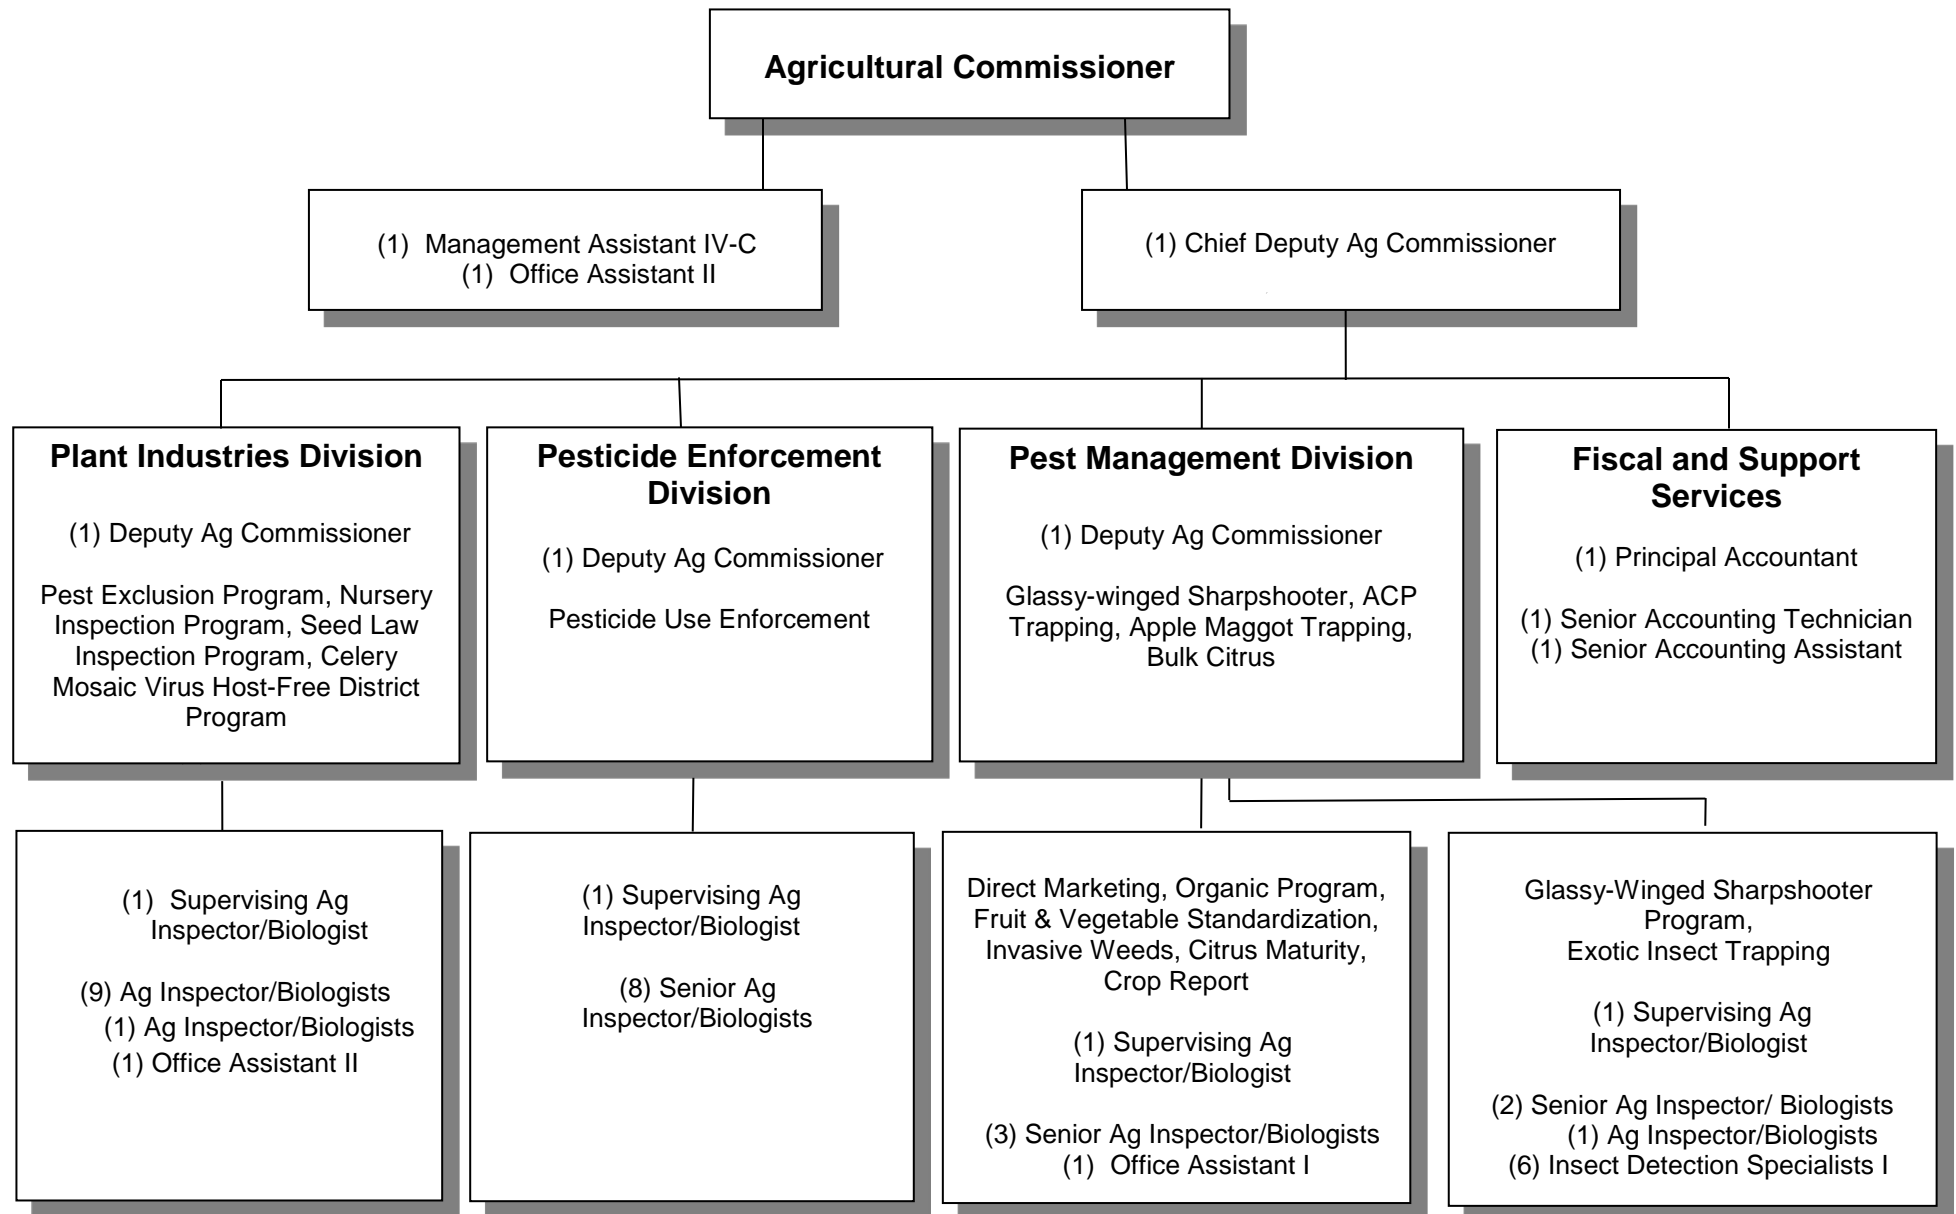 Agricultural Commissioner
(1) Management Assistant IV-C
(1) Office Assistant II
(1) Chief Deputy Ag Commissioner
Plant Industries Division
(1) Deputy Ag Commissioner
Pest Exclusion Program, Nursery
Inspection Program, Seed Law
Inspection Program, Celery
Mosaic Virus Host-Free District
Program
Pesticide Enforcement
Division
(1) Deputy Ag Commissioner
Pesticide Use Enforcement
Pest Management Division
(1) Deputy Ag Commissioner
Glassy-winged Sharpshooter, ACP
Trapping, Apple Maggot Trapping,
Bulk Citrus
Fiscal and Support
Services
(1) Principal Accountant
(1) Senior Accounting Technician
(1) Senior Accounting Assistant
(1) Supervising Ag
Inspector/Biologist
(9) Ag Inspector/Biologists
(1) Ag Inspector/Biologists
(1) Office Assistant II
(1) Supervising Ag
Inspector/Biologist
(8) Senior Ag
Inspector/Biologists
Direct Marketing, Organic Program,
Fruit & Vegetable Standardization,
Invasive Weeds, Citrus Maturity,
Crop Report
(1) Supervising Ag
Inspector/Biologist
(3) Senior Ag Inspector/Biologists
(1) Office Assistant I
Glassy-Winged Sharpshooter
Program,
Exotic Insect Trapping
(1) Supervising Ag
Inspector/Biologist
(2) Senior Ag Inspector/ Biologists
(1) Ag Inspector/Biologists
(6) Insect Detection Specialists I